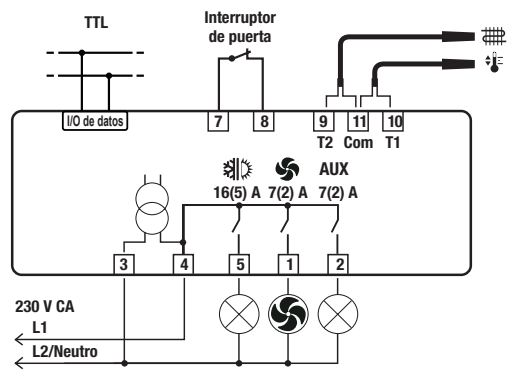 TTL
Interruptor
de puerta
I/O de datos
7
8
9
11
10
T2
Com
T1
AUX
16(5) A
7(2) A
7(2) A
3
4
5
1
2
230 V CA
L1
L2/Neutro